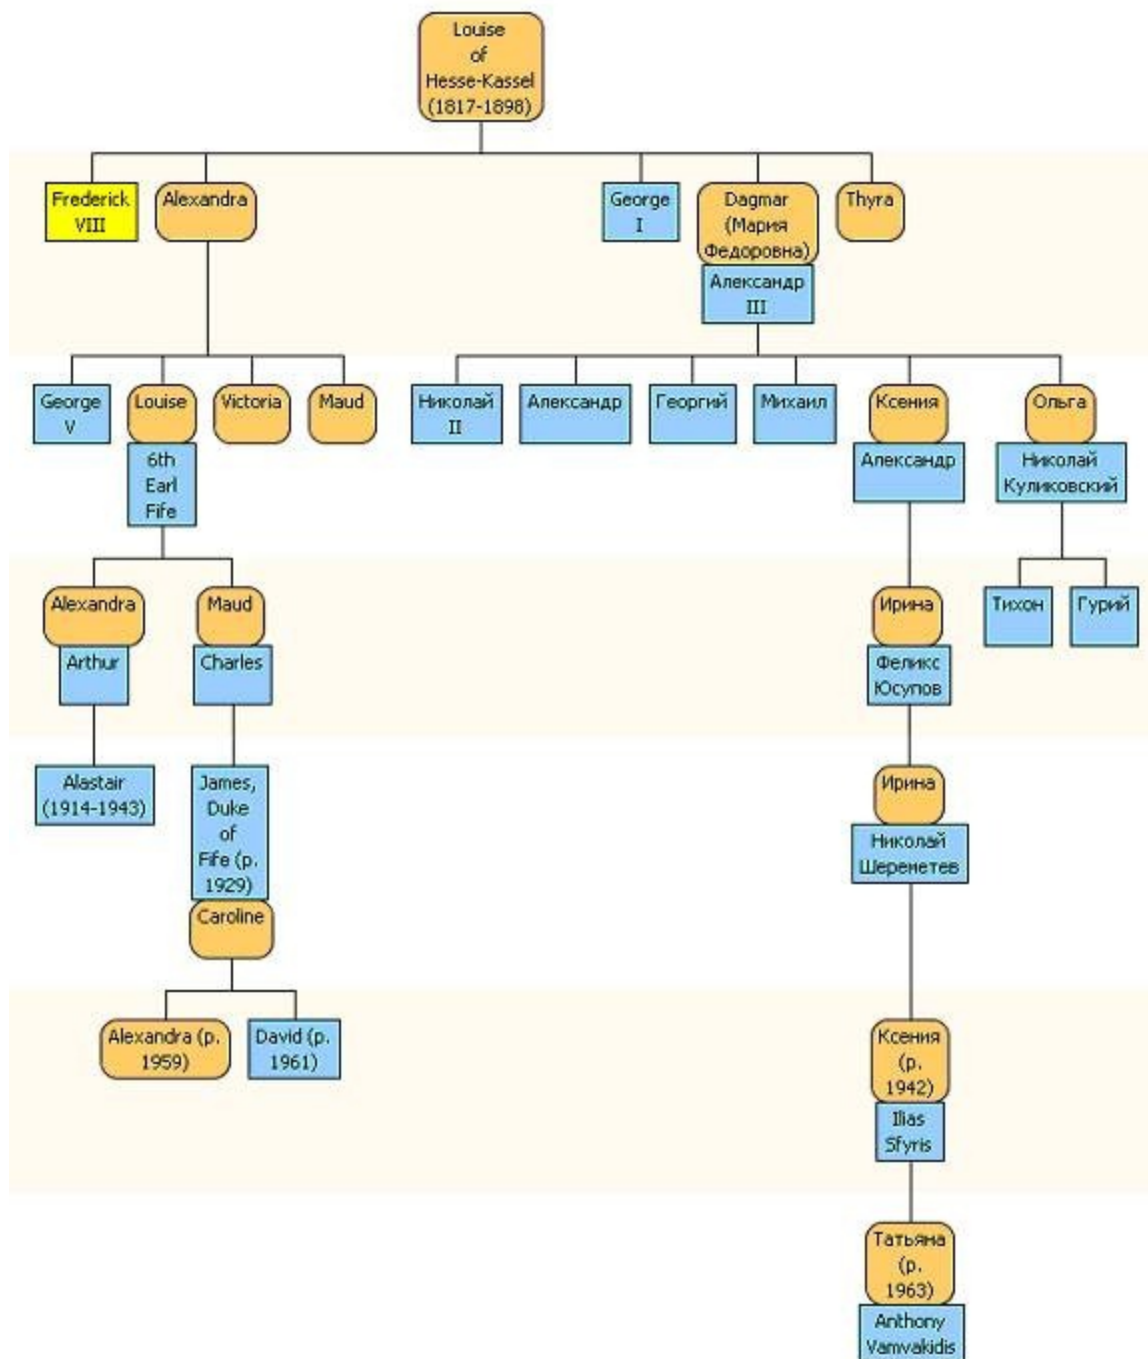 Louise
of
Hesse-Kassel
(1817-1898)
Frederick
VIII
Alexandra
George
I
Dagmar
(Мария
Федоровна)
Thyra
Александр
III
George
V
Louise
Victoria
Maud
Николай
II
Александр
Георгий
Михаил
Ксения
Ольга
6th
Earl
Fife
Александр
Николай
Куликовский
Alexandra
Maud
Ирина
Тихон
Гурий
Arthur
Charles
Феликс
Юсупов
Alastair
(1914-1943)
James,
Duke
of
Fife (р.
1929)
Ирина
Николай
Шереметев
Caroline
Alexandra (р.
1959)
David (р.
1961)
Ксения
(р.
1942)
Ilias
Sfyris
Татьяна
(р.
1963)
Anthony
Vamvakidis